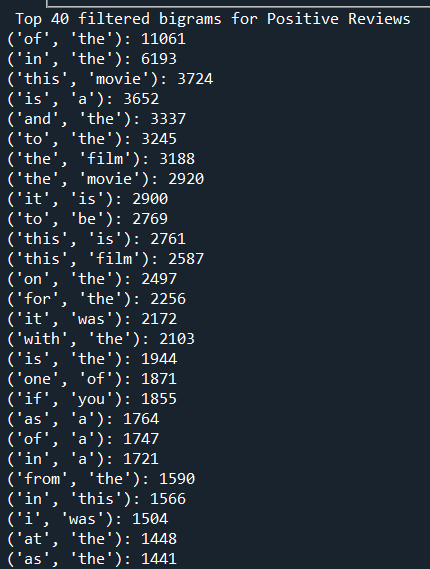 Top 40 filtered bigrams for Positive Reviews
('of', 'the'): 11061
('in', 'the'): 6193
('this', 'movie'): 3724
('is', 'a'): 3652
('and', 'the'): 3337
('to', 'the'): 3245
('the', 'film'): 3188
('the', 'movie'): 2920
('it', 'is'): 2900
('to', 'be'): 2769
('this', 'is'): 2761
('this', 'film'): 2587
('on', 'the'): 2497
('for', 'the'): 2256
('it', 'was'): 2172
('with', 'the'): 2103
('is', 'the'): 1944
('one', 'of'): 1871
('if', 'you'): 1855
('as', 'a'): 1764
('of', 'a'): 1747
('in', 'a'): 1721
('from', 'the'): 1590
('in', 'this'): 1566
('i', 'was'): 1504
('at', 'the'): 1448
('as', 'the'): 1441